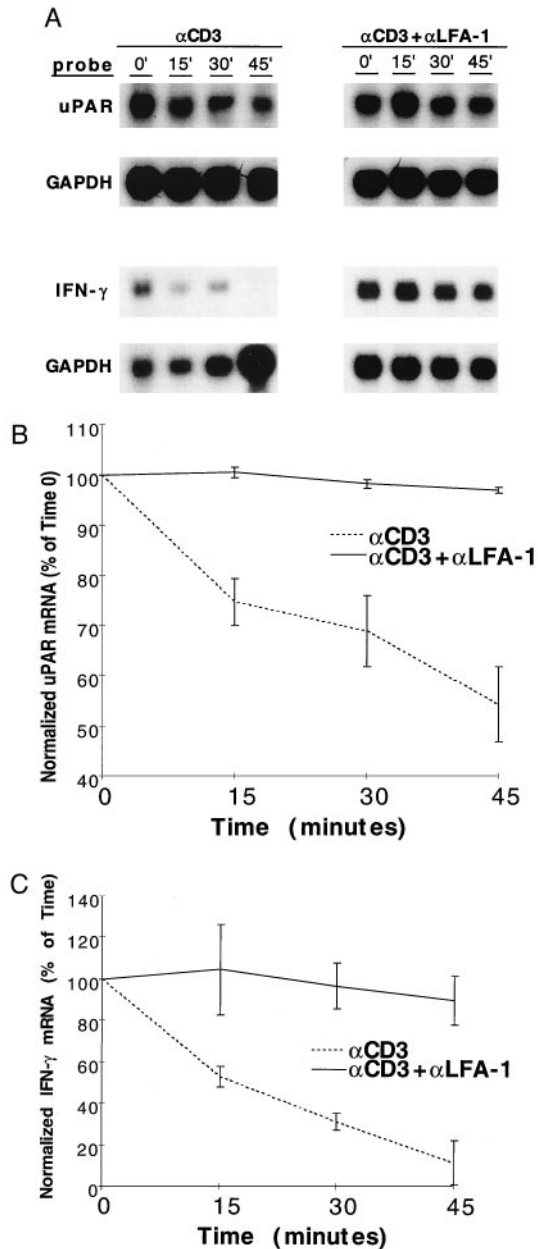 A
αCD3 αCD3+αLFA-1
probe 0' 15' 30' 45' 0' 15' 30' 45'
uPAR
GAPDH
IFN-γ
GAPDH
B
Normalized uPAR mRNA (% of Time 0)
110
100
90
80
70
60
50
40
αCD3
αCD3+αLFA-1
0 15 30 45
Time (minutes)
C
Normalized IFN-γ mRNA (% of Time)
140
120
100
80
60
40
20
0
αCD3
αCD3+αLFA-1
0 15 30 45
Time (minutes)